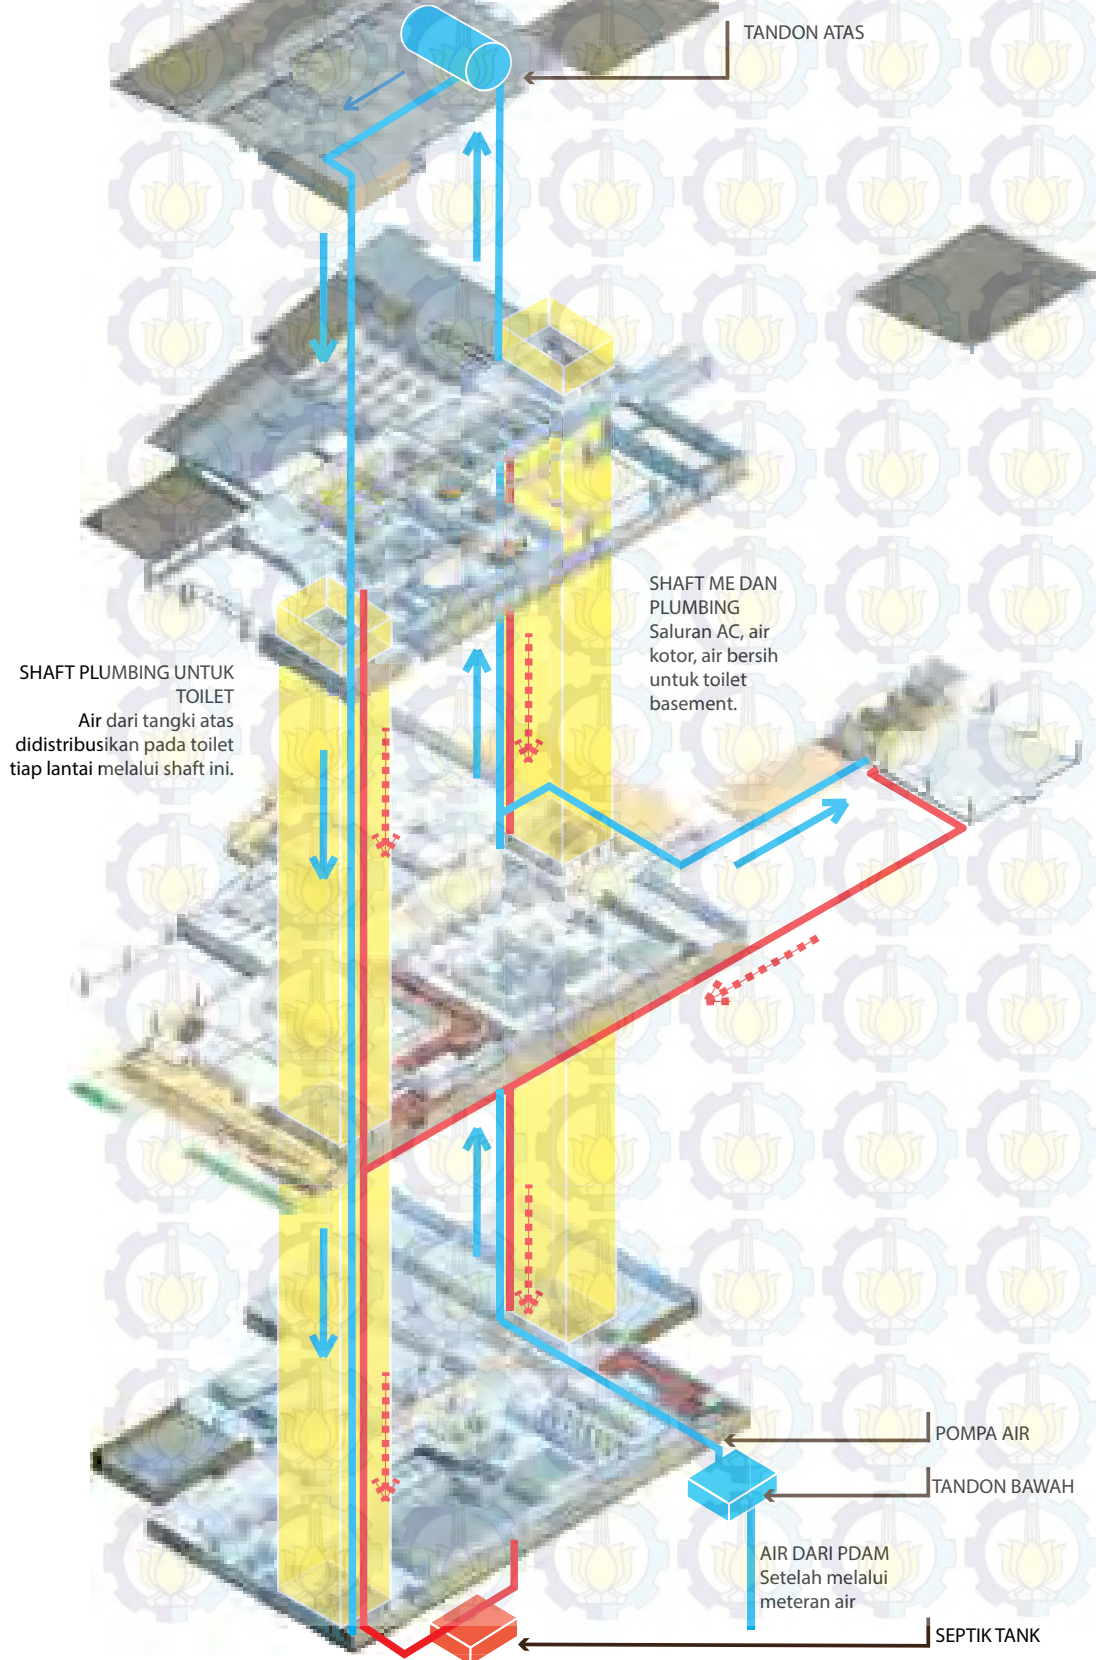 TANDON ATAS
SHAFT ME DAN
PLUMBING
Saluran AC, air
kotor, air bersih
untuk toilet
basement.
SHAFT PLUMBING UNTUK
TOILET
Air dari tangki atas
didistribusikan pada toilet
tiap lantai melalui shaft ini.
POMPA AIR
TANDON BAWAH
AIR DARI PDAM
Setelah melalui
meteran air
SEPTIK TANK